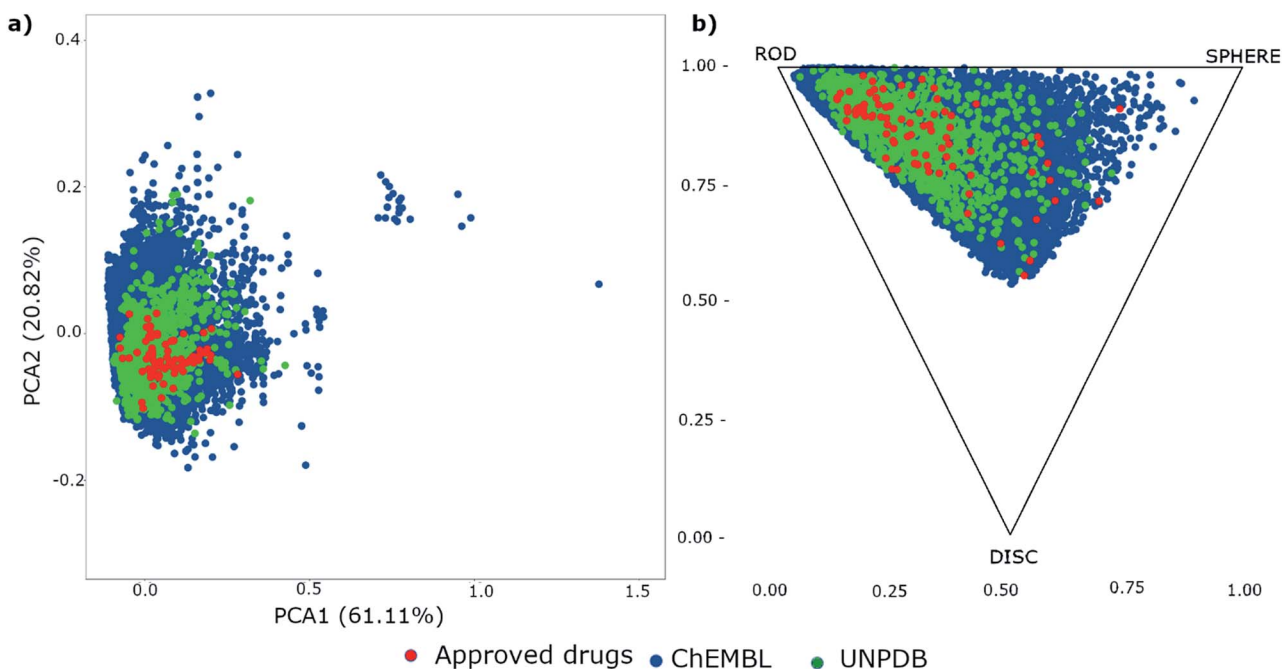 a)
0.4
0.2
0.0
-0.2
PCA2 (20.82%)
0.0 0.5 1.0 1.5
PCA1 (61.11%)
b)
ROD SPHERE
1.00 -
0.75 -
0.50 -
0.25 -
0.00 -
DISC
0.00 0.25 0.50 0.75 1.00
Approved drugs ChEMBL UNPDB